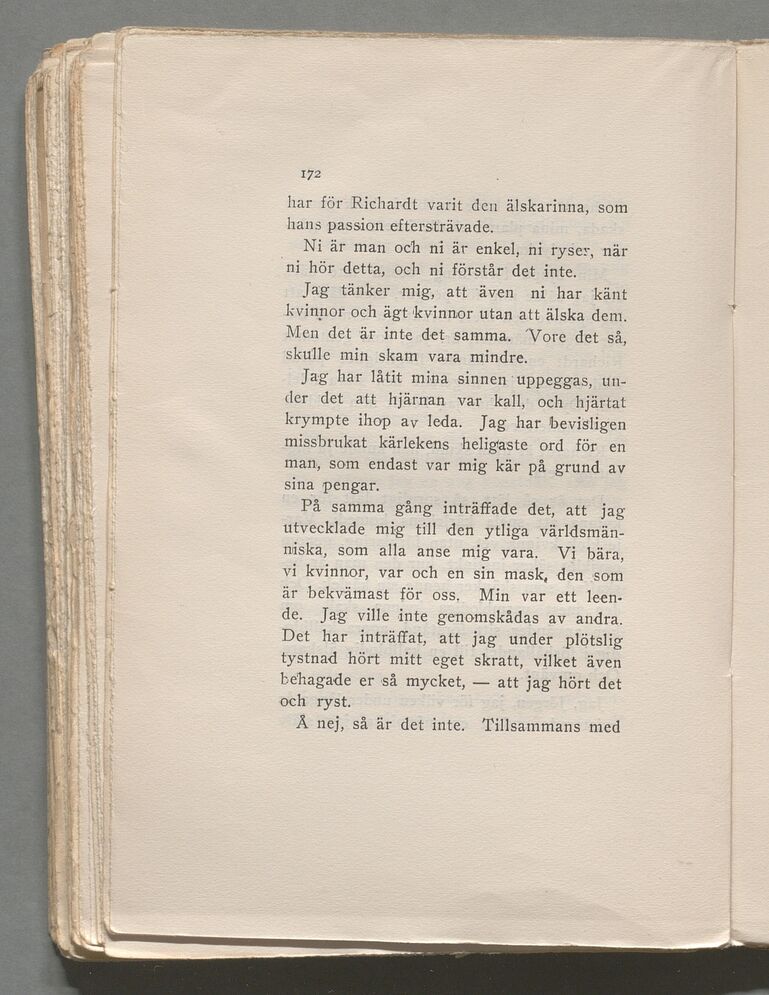 172
har för Richardt varit den älskarinna, som
hans passion eftersträvade.
Ni är man och ni är enkel, ni ryser, när
ni hör detta, och ni förstår det inte.
Jag tänker mig, att även ni har känt
kvinnor och ägt kvinnor utan att älska dem.
Men det är inte det samma. Vore det så,
skulle min skam vara mindre.
Jag har låtit mina sinnen uppeggas, un-
der det att hjärnan var kall, och hjärtat
krympte ihop av leda. Jag har bevisligen
missbrukat kärlekens heligaste ord för en
man, som endast var mig kär på grund av
sina pengar.
På samma gång inträffade det, att jag
utvecklade mig till den ytliga världsmän-
niska, som alla anse mig vara. Vi bära,
vi kvinnor, var och en sin mask, den som
är bekvämast för oss. Min var ett leen-
de. Jag ville inte genomskådas av andra.
Det har inträffat, att jag under plötslig
tystnad hört mitt eget skratt, vilket även
behagade er så mycket, — att jag hört det
och ryst.
Å nej, så är det inte. Tillsammans med